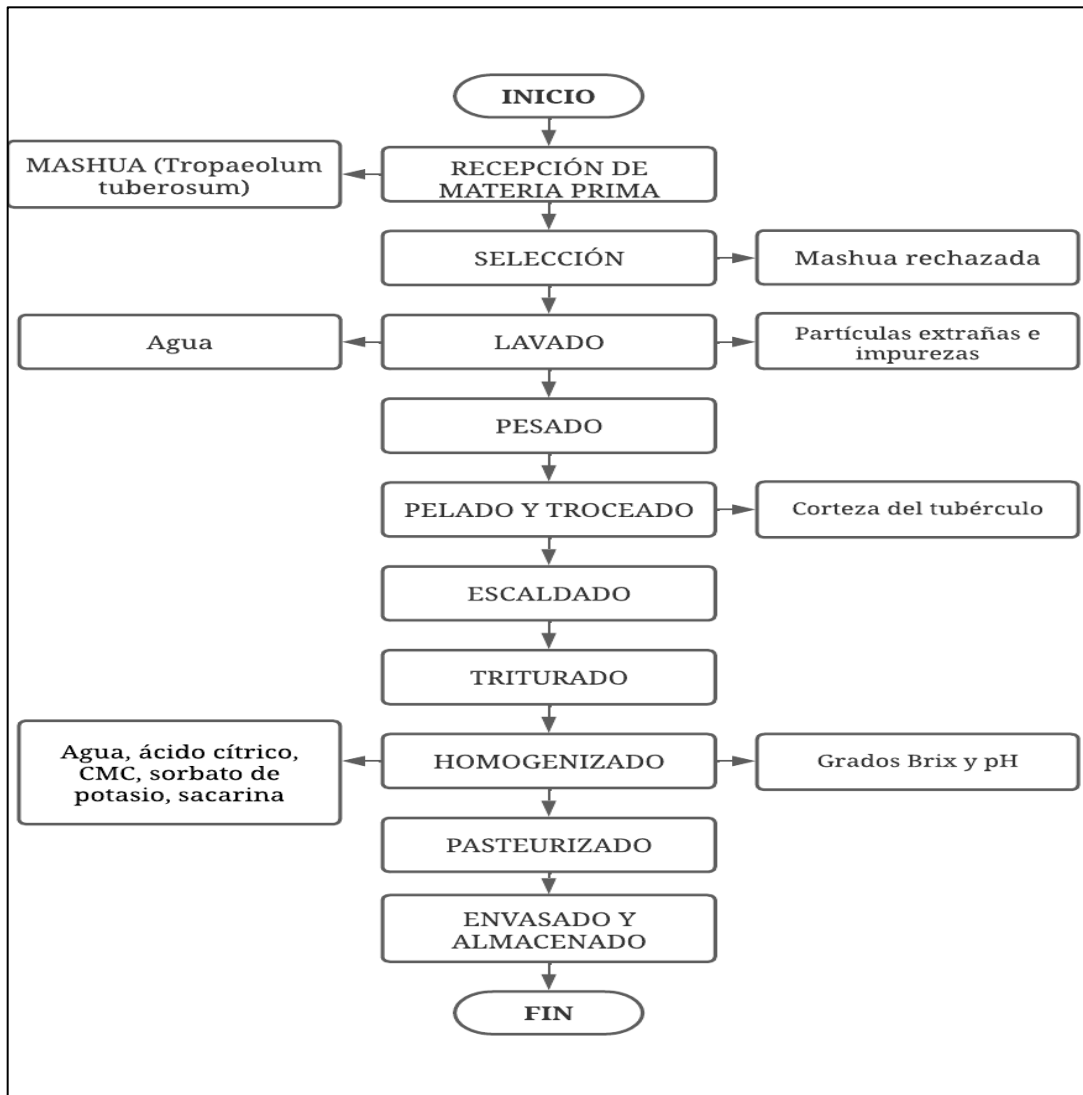 INICIO
MASHUA (Tropaeolum
tuberosum)
RECEPCIÓN DE
MATERIA PRIMA
SELECCIÓN
Mashua rechazada
Agua
LAVADO
Partículas extrañas e
impurezas
PESADO
PELADO Y TROCEADO
Corteza del tubérculo
ESCALDADO
TRITURADO
Agua, ácido cítrico,
CMC, sorbato de
potasio, sacarina
HOMOGENIZADO
Grados Brix y pH
PASTEURIZADO
ENVASADO Y
ALMACENADO
FIN